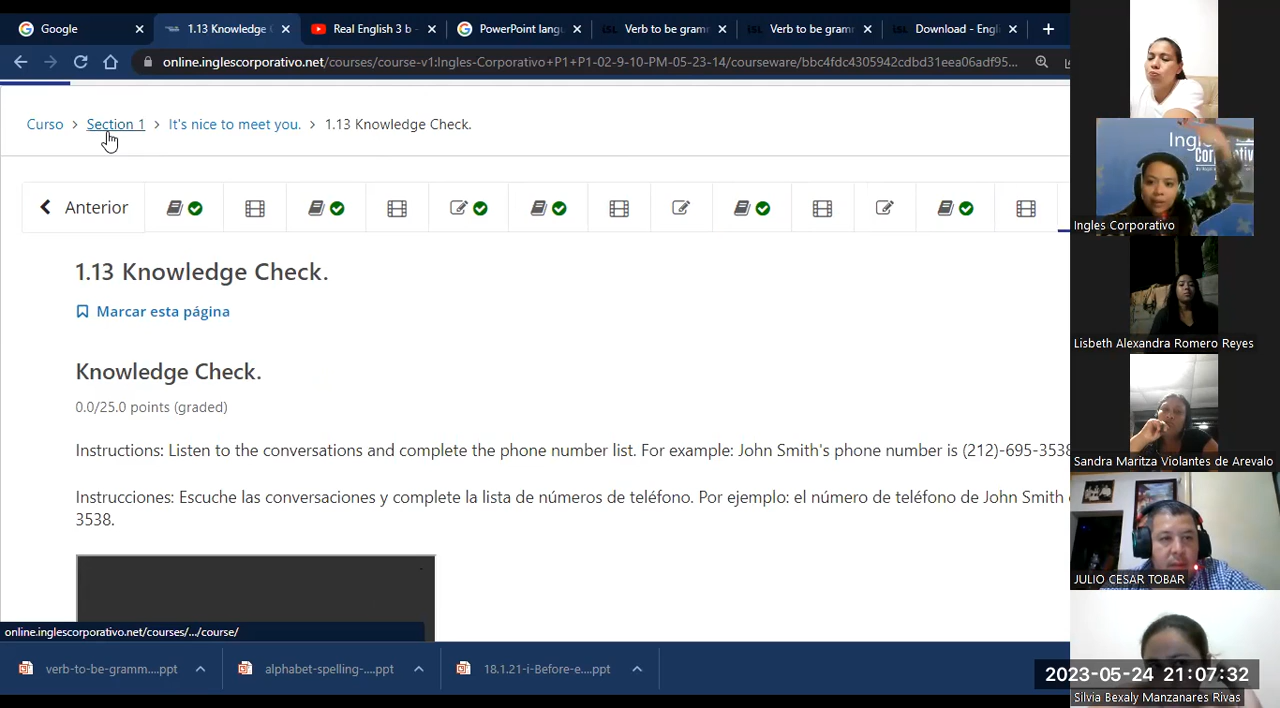 Google
1.13 Knowledge C
Real English 3 b -
PowerPoint langu
Verb to be gramm
Verb to be gramm
Download - Engli
online.inglescorporativo.net/courses/course-v1:Ingles-Corporativo+P1+P1-02-9-10-PM-05-23-14/courseware/bbc4fdc4305942cdbd31eea06adf95...
Curso > Section 1 > It's nice to meet you. > 1.13 Knowledge Check.
Anterior
1.13 Knowledge Check.
Marcar esta página
Knowledge Check.
0.0/25.0 points (graded)
Instructions: Listen to the conversations and complete the phone number list. For example: John Smith's phone number is (212)-695-3538
Instrucciones: Escuche las conversaciones y complete la lista de números de teléfono. Por ejemplo: el número de teléfono de John Smith
3538.
online.inglescorporativo.net/courses/.../course/
verb-to-be-gramm....ppt
alphabet-spelling-....ppt
18.1.21-i-Before-e....ppt
Ingles Corporativo
Lisbeth Alexandra Romero Reyes
Sandra Maritza Violantes de Arevalo
JULIO CESAR TOBAR
2023-05-24 21:07:32
Silvia Bexaly Manzanares Rivas